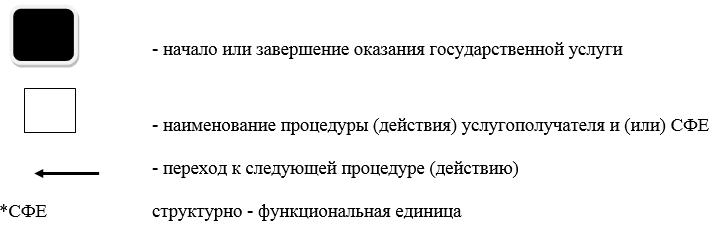 - начало или завершение оказания государственной услуги
- наименование процедуры (действия) услугополучателя и (или) СФЕ
- переход к следующей процедуре (действию)
*СФЕ структурно - функциональная единица